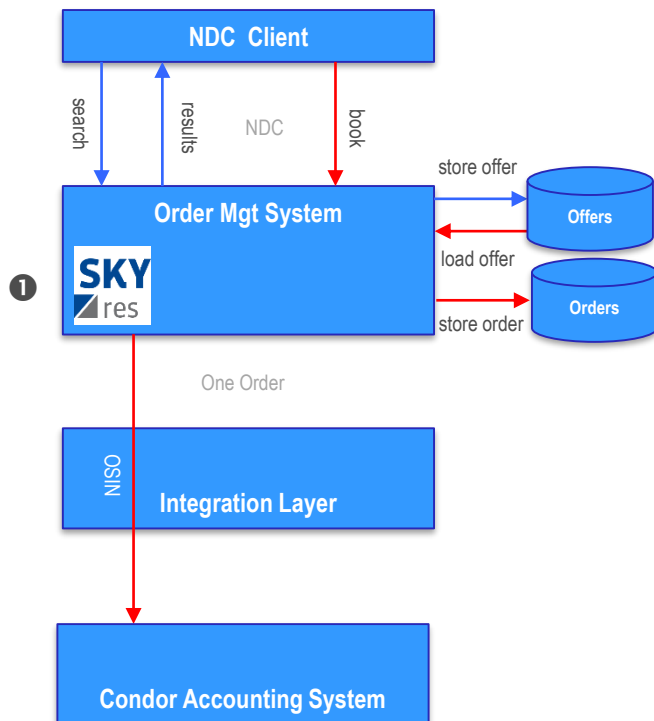 NDC Client
search
results
NDC
book
store offer
Order Mgt System
Offers
load offer
SKY
res
❶
Orders
store order
One Order
OSIN
Integration Layer
Condor Accounting System